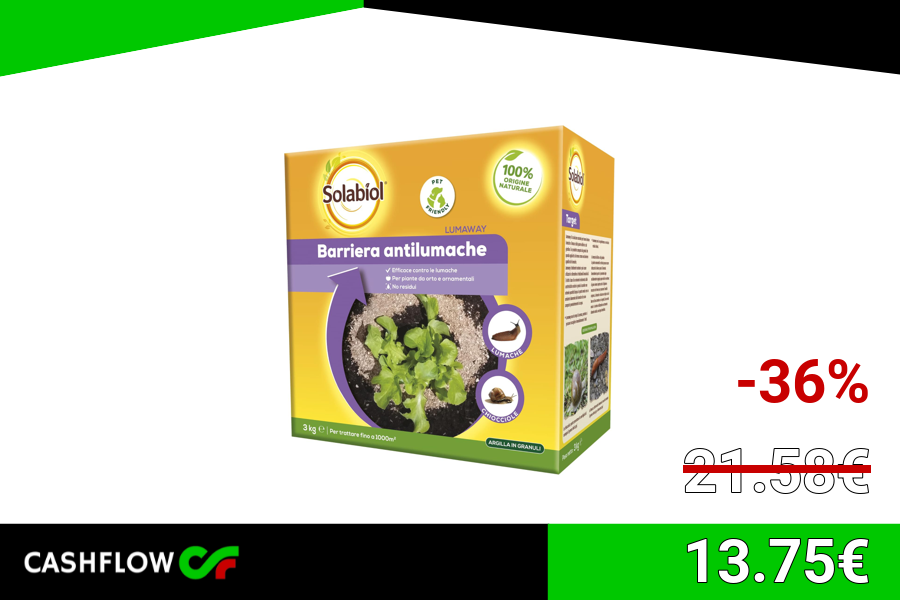 Solabiol
PET
FRIENDLY
100%
ORIGINE
NATURALE
LUMAWAY
Barriera antilumache
Efficace contro le lumache
Per piante da orto e ornamentali
No residui
LUMACHE
CHIOCCIOLE
3 kg ℮ | Per trattare fino a 1000m²
ARGILLA IN GRANULI
Solabiol
Target
-36%
21.58€
CASHFLOW
13.75€